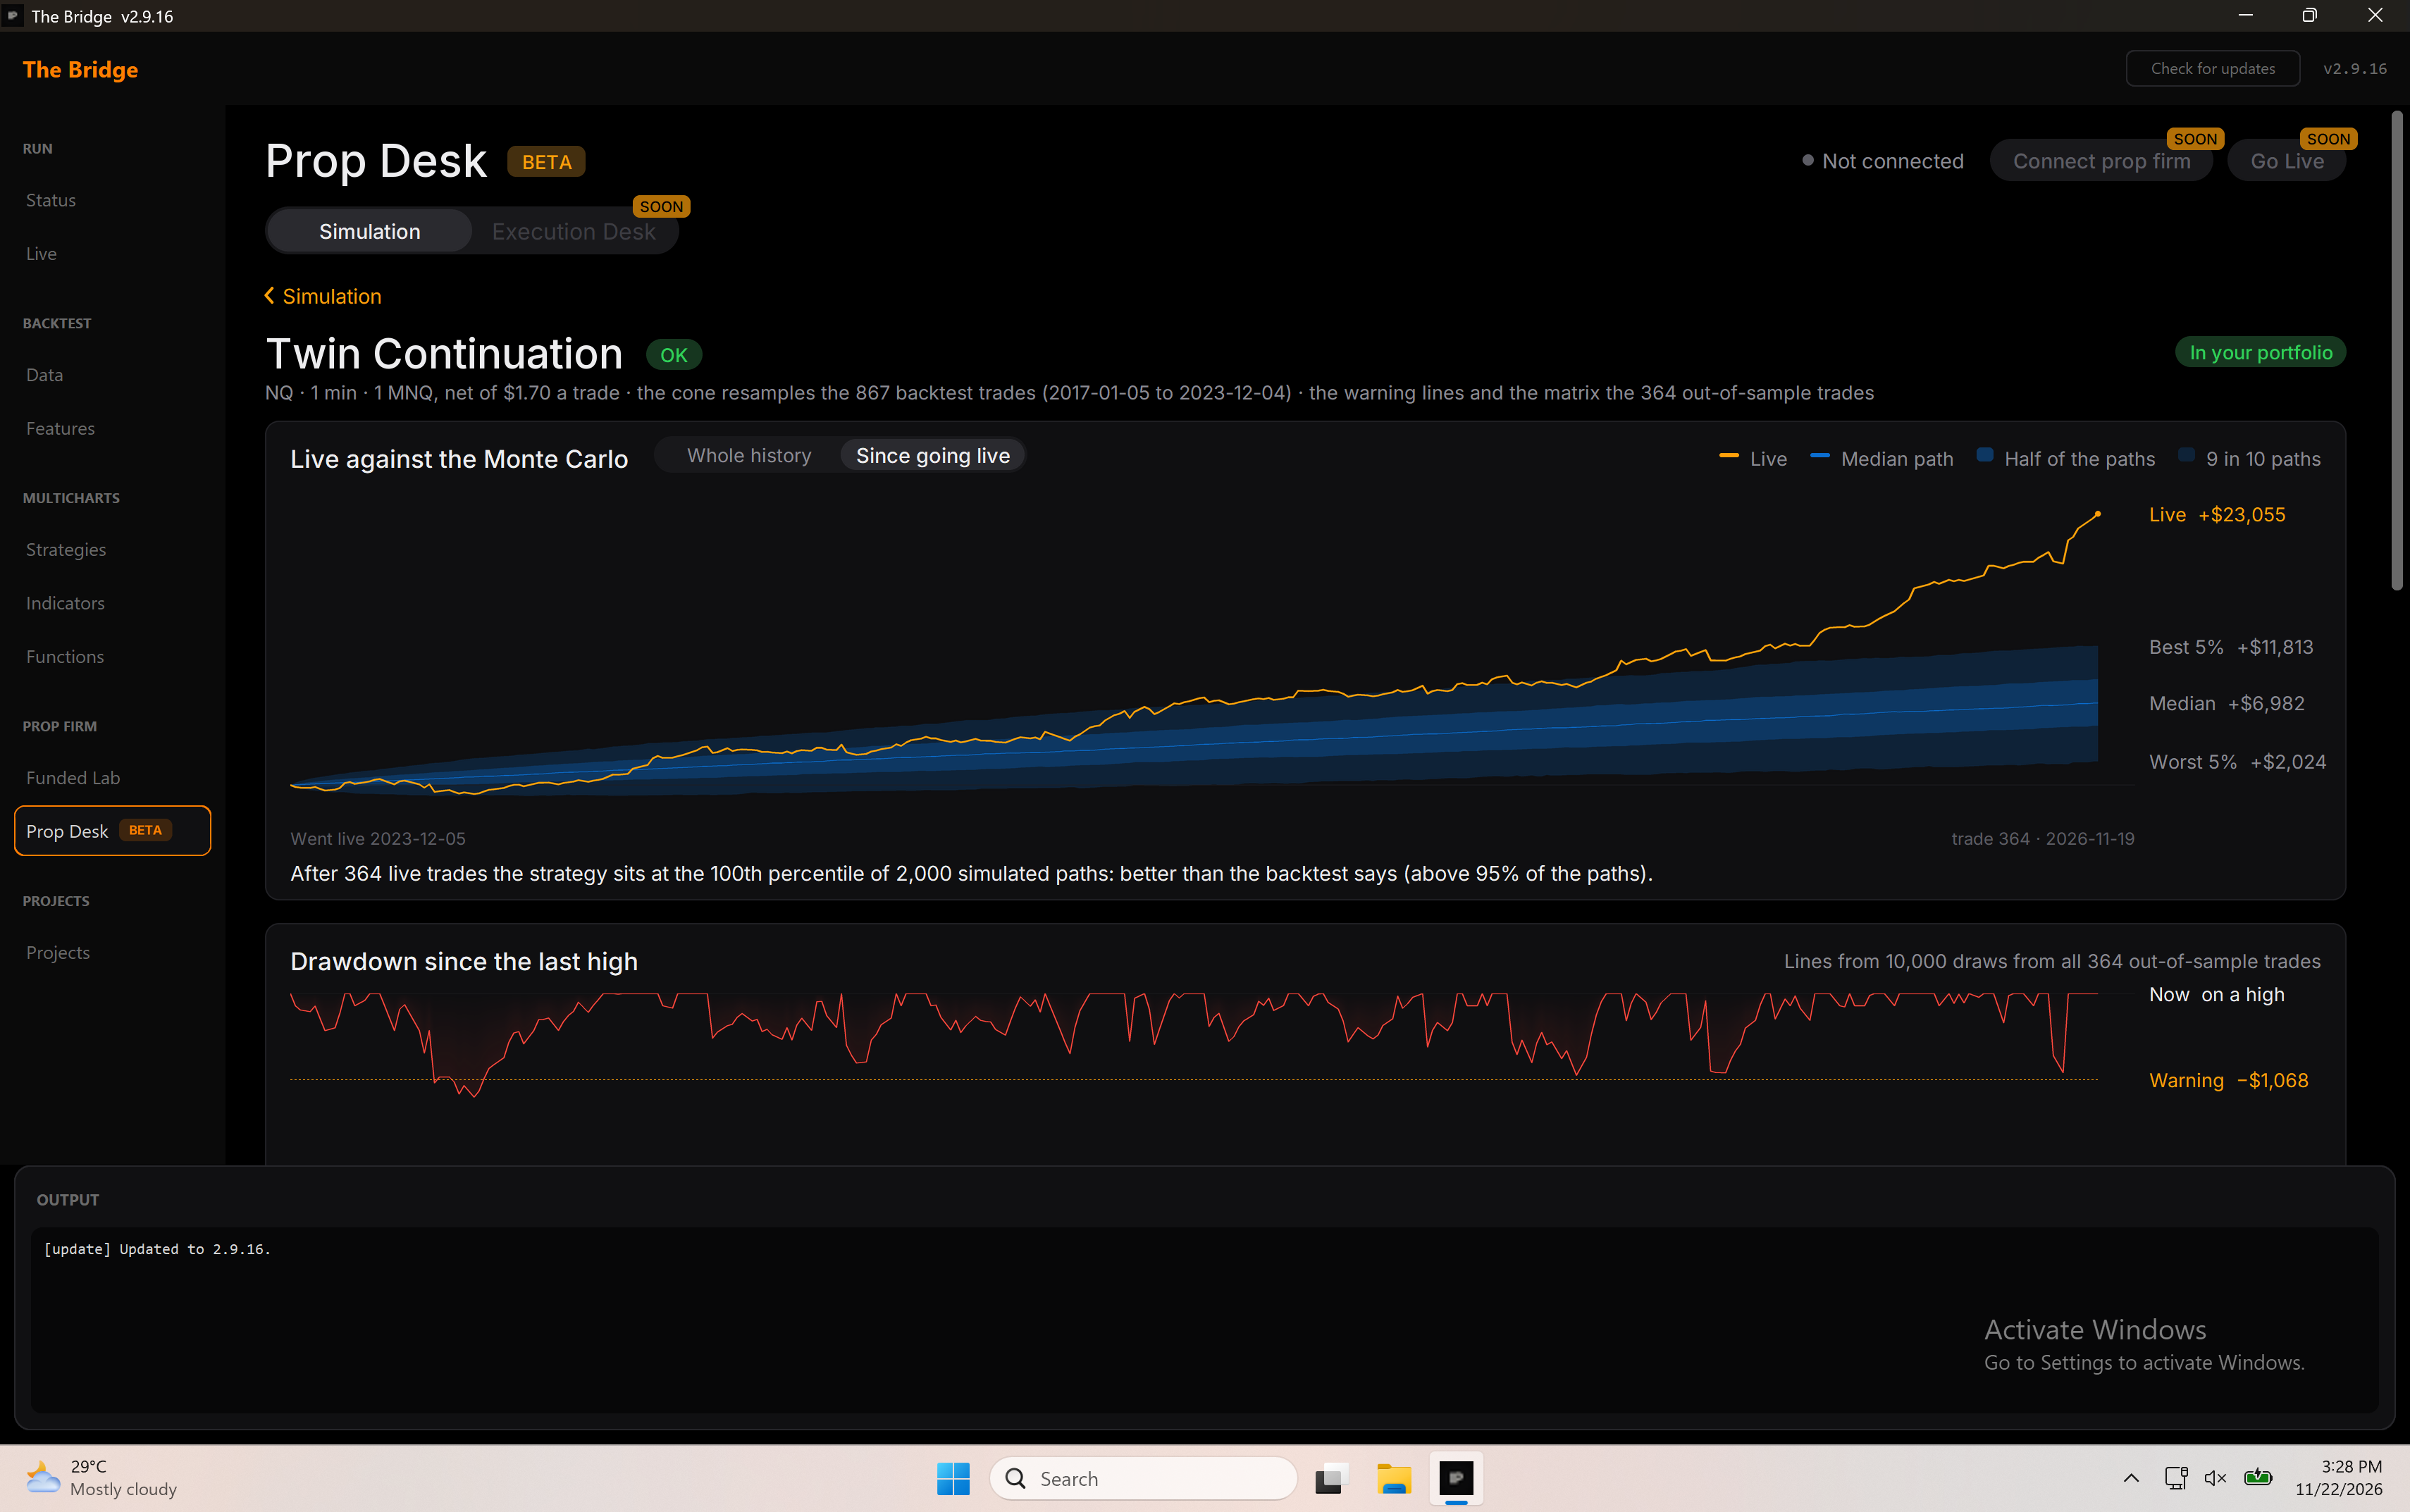 The Bridge v2.9.16
The Bridge
Check for updates
v2.9.16
RUN
Status
Live
BACKTEST
Data
Features
MULTICHARTS
Strategies
Indicators
Functions
PROP FIRM
Funded Lab
Prop Desk BETA
PROJECTS
Projects
Prop Desk BETA
Not connected
Connect prop firm SOON
Go Live SOON
Simulation
Execution Desk SOON
Simulation
Twin Continuation OK
In your portfolio
NQ · 1 min · 1 MNQ, net of $1.70 a trade · the cone resamples the 867 backtest trades (2017-01-05 to 2023-12-04) · the warning lines and the matrix the 364 out-of-sample trades
Live against the Monte Carlo
Whole history
Since going live
Live
Median path
Half of the paths
9 in 10 paths
Live +$23,055
Best 5% +$11,813
Median +$6,982
Worst 5% +$2,024
Went live 2023-12-05
trade 364 · 2026-11-19
After 364 live trades the strategy sits at the 100th percentile of 2,000 simulated paths: better than the backtest says (above 95% of the paths).
Drawdown since the last high
Lines from 10,000 draws from all 364 out-of-sample trades
Now on a high
Warning −$1,068
OUTPUT
[update] Updated to 2.9.16.
Activate Windows
Go to Settings to activate Windows.
29°C
Mostly cloudy
Search
3:28 PM
11/22/2026